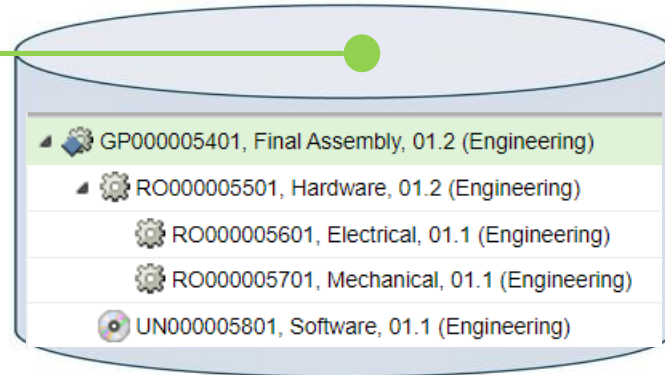 GP000005401, Final Assembly, 01.2 (Engineering)
RO000005501, Hardware, 01.2 (Engineering)
RO000005601, Electrical, 01.1 (Engineering)
RO000005701, Mechanical, 01.1 (Engineering)
UN000005801, Software, 01.1 (Engineering)